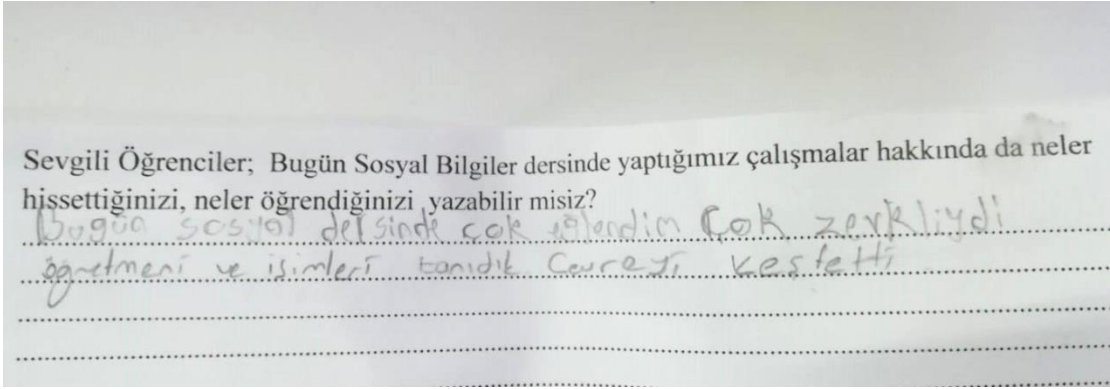 Sevgili Öğrenciler; Bugün Sosyal Bilgiler dersinde yaptığımız çalışmalar hakkında da neler
hissettiğinizi, neler öğrendiğinizi yazabilir misiz?
Bugün sosyal dersinde çok eğlendim Çok zevkliydi
öğretmeni ve isimleri tanıdık Çevreyi keşfetti